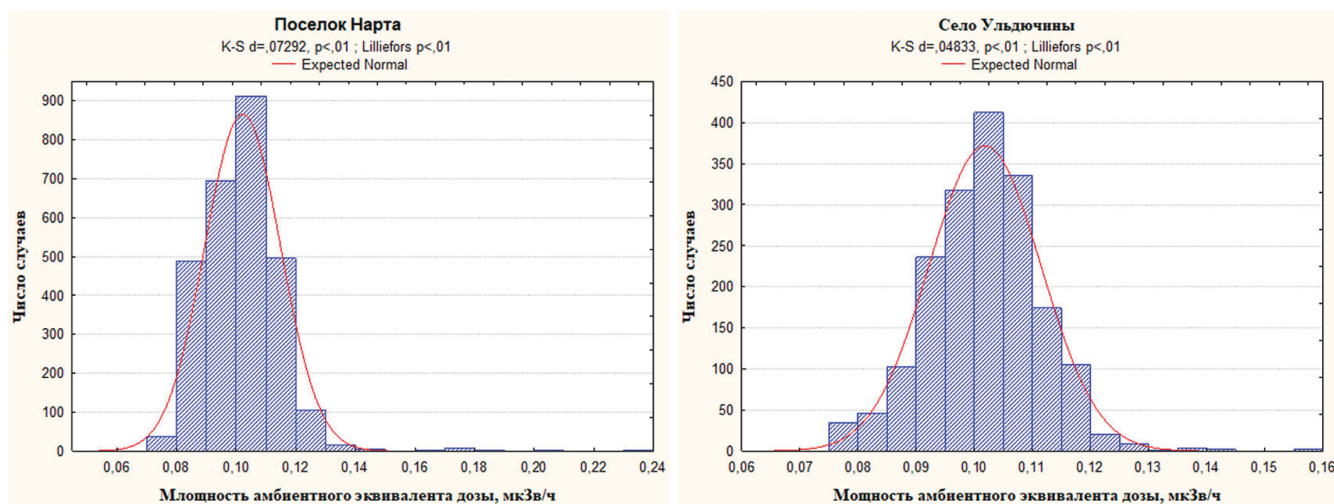 Поселок Нарта
K-S d=,07292, p<,01 ; Lilliefors p<,01
Expected Normal
900
800
700
600
500
400
300
200
100
0
Число случаев
0,06 0,08 0,10 0,12 0,14 0,16 0,18 0,20 0,22 0,24
Млощность амбиентного эквивалента дозы, мкЗв/ч
Село Ульдючины
K-S d=,04833, p<,01 ; Lilliefors p<,01
Expected Normal
450
400
350
300
250
200
150
100
50
0
Число случаев
0,06 0,07 0,08 0,09 0,10 0,11 0,12 0,13 0,14 0,15 0,16
Мощность амбиентного эквивалента дозы, мкЗв/ч